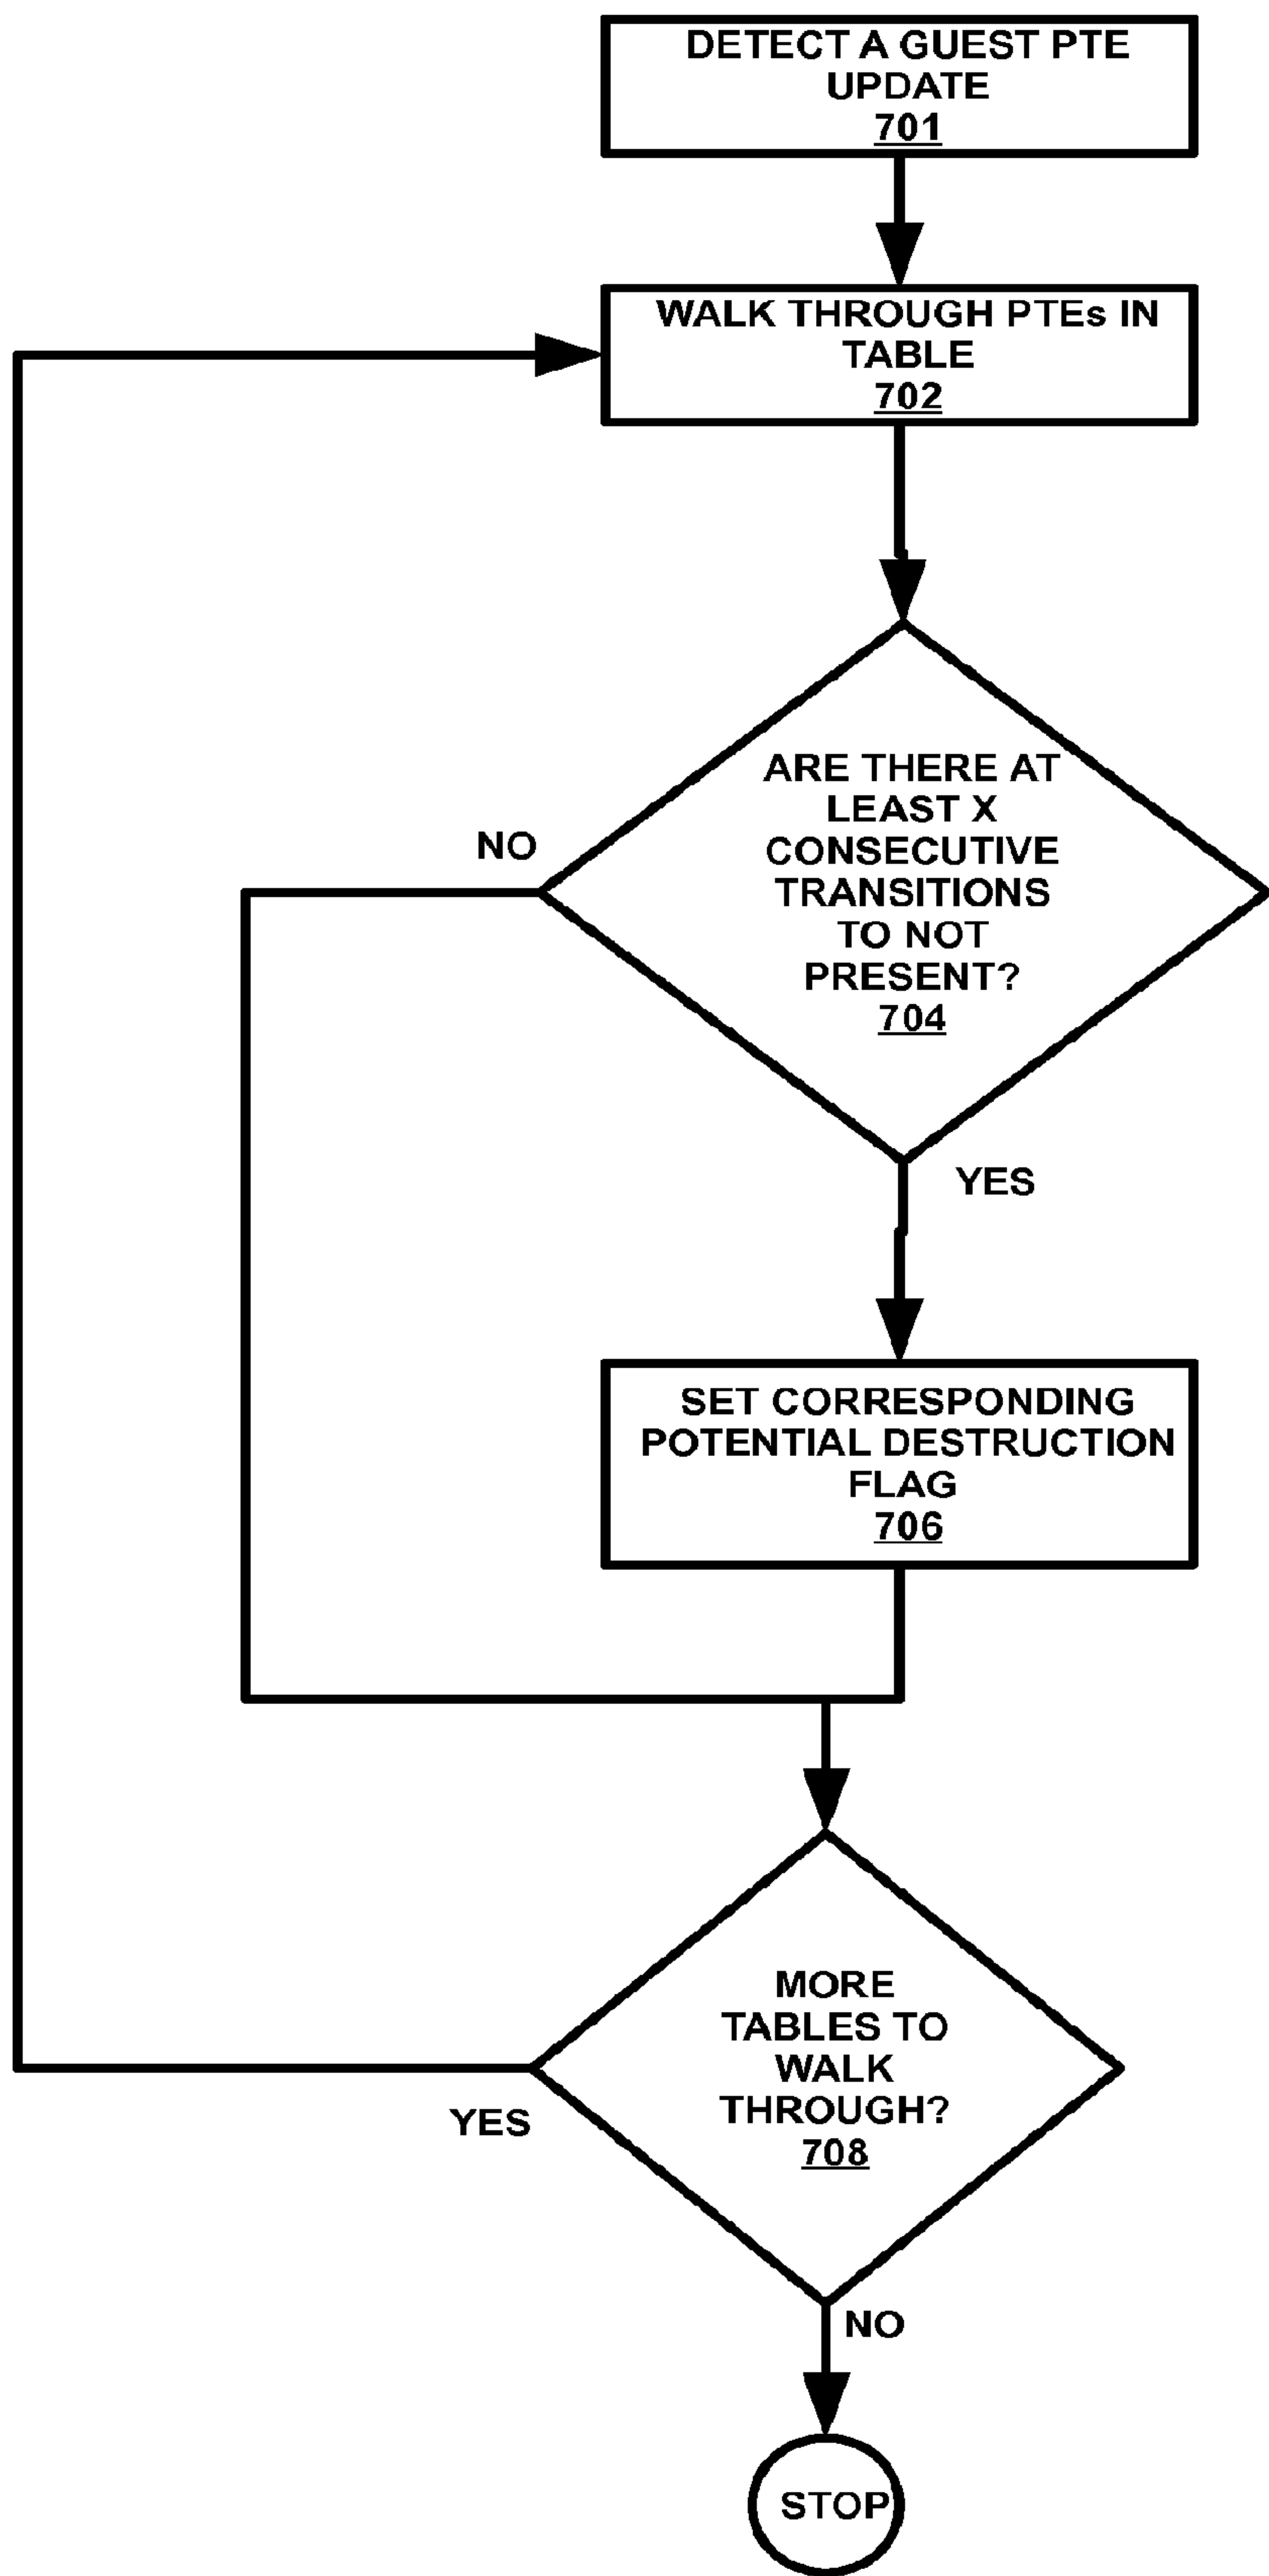 DETECT A GUEST PTE
UPDATE
701
WALK THROUGH PTEs IN
TABLE
702
ARE THERE AT
LEAST X
CONSECUTIVE
TRANSITIONS
TO NOT
PRESENT?
704
NO
YES
SET CORRESPONDING
POTENTIAL DESTRUCTION
FLAG
706
MORE
TABLES TO
WALK
THROUGH?
708
YES
NO
STOP